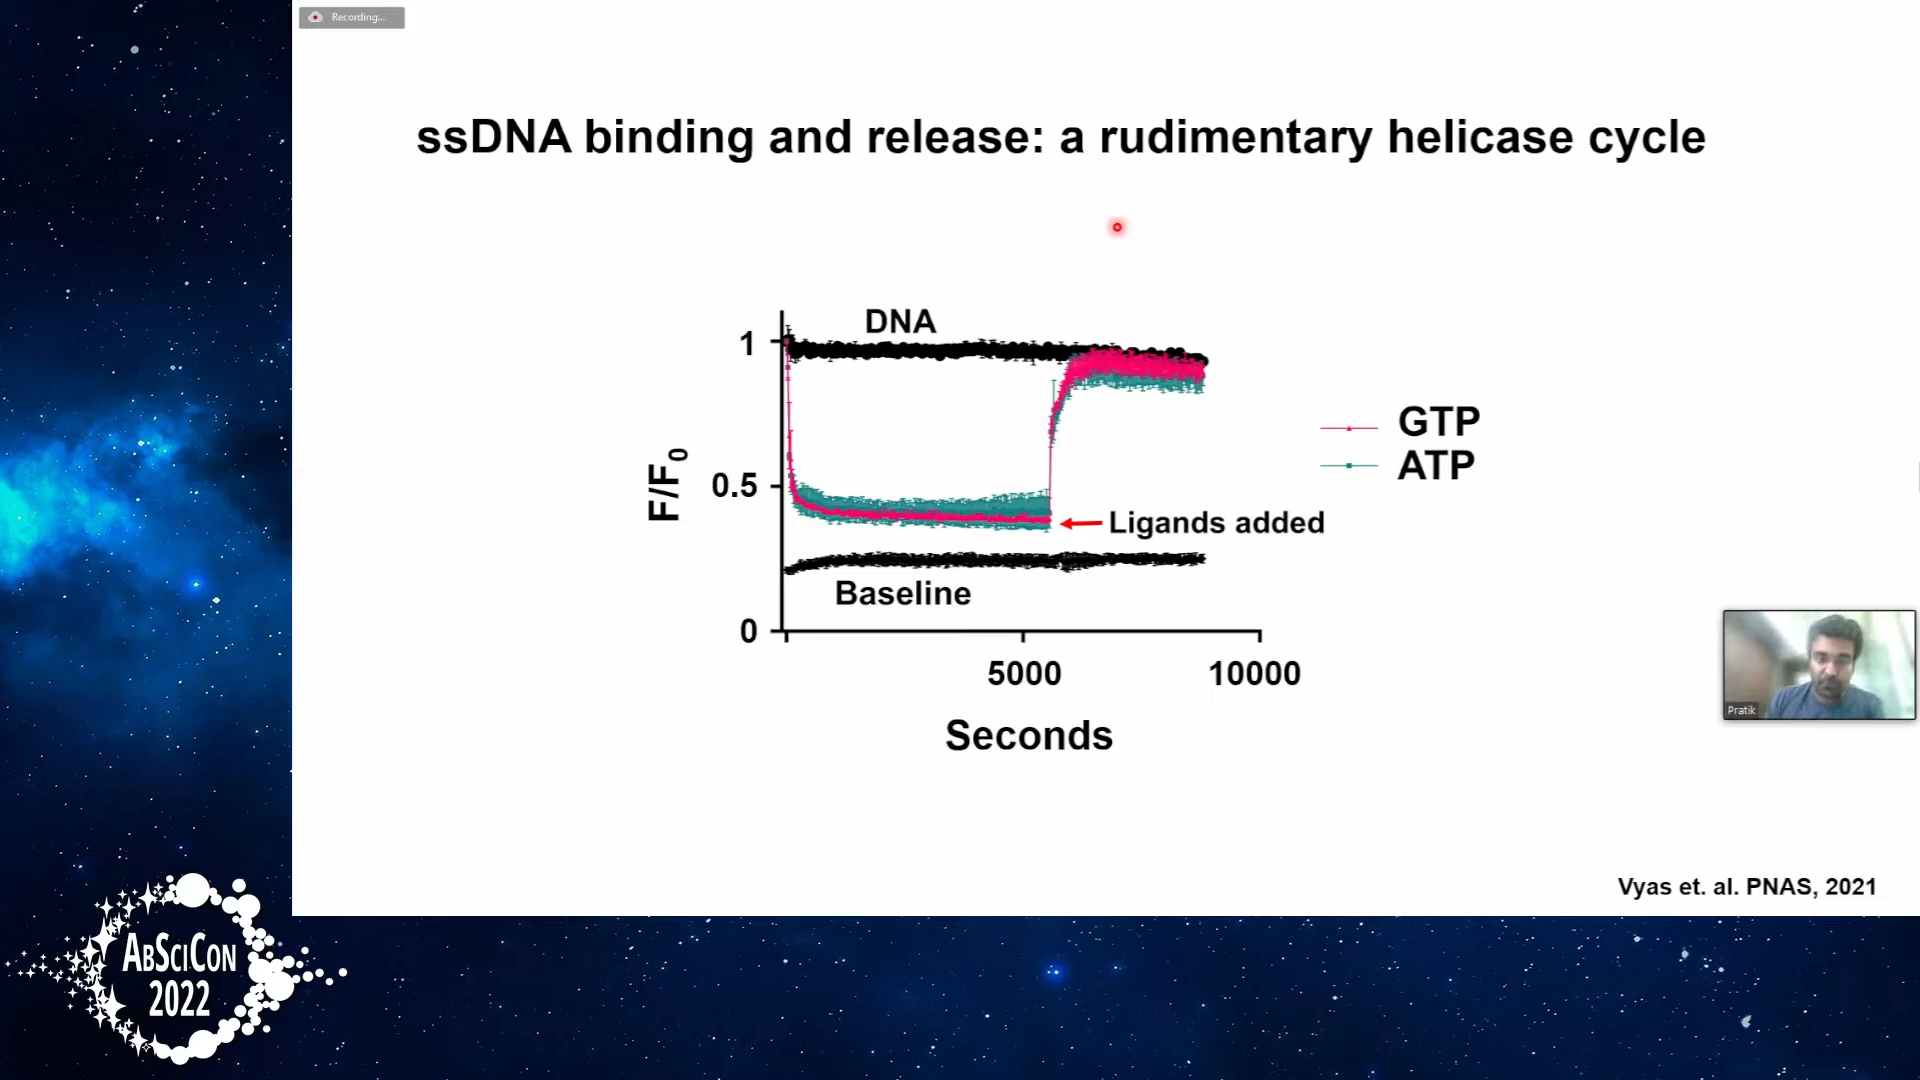 Recording...
ssDNA binding and release: a rudimentary helicase cycle
DNA
1
0.5
0
F/F0
GTP
ATP
Ligands added
Baseline
5000 10000
Seconds
Pratik
Vyas et. al. PNAS, 2021
ABSCICON
2022